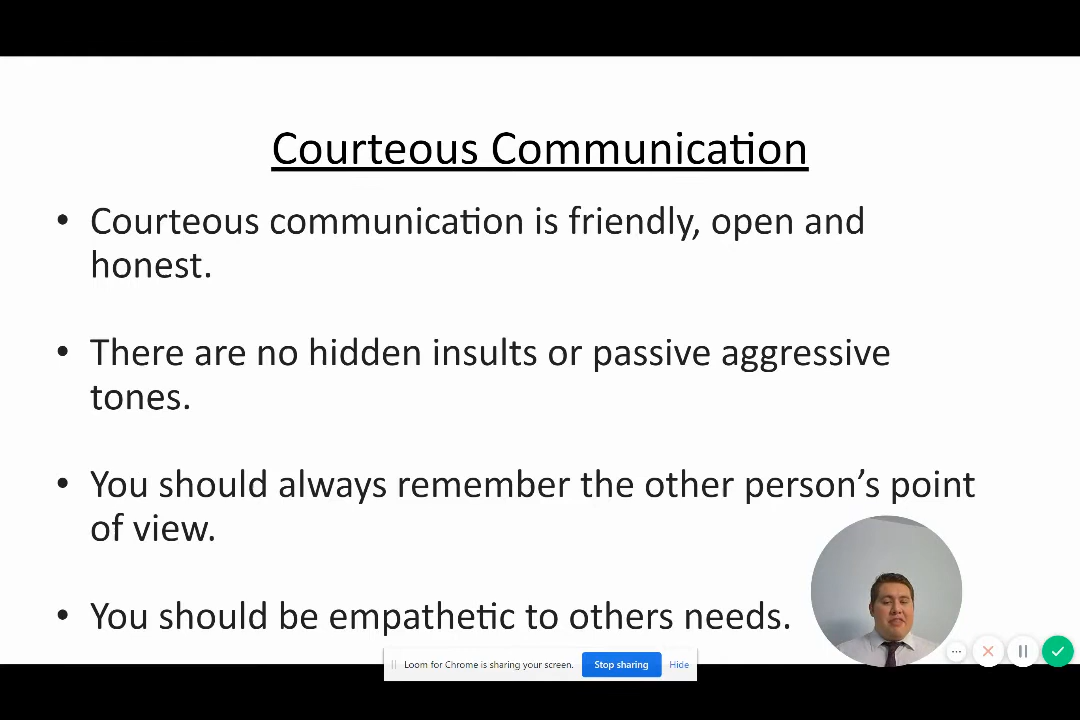 Courteous Communication
• Courteous communication is friendly, open and
honest.
• There are no hidden insults or passive aggressive
tones.
• You should always remember the other person’s point
of view.
• You should be empathetic to others needs.
Loom for Chrome is sharing your screen. Stop sharing Hide